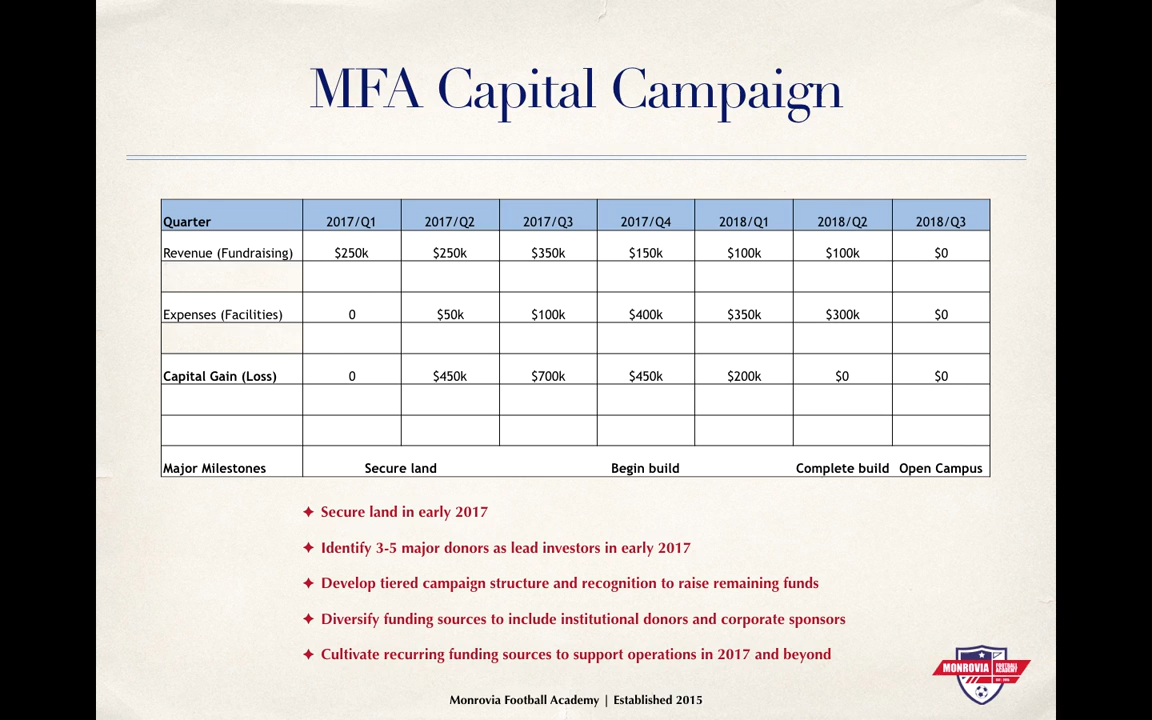 MFA Capital Campaign
Quarter 2017/Q1 2017/Q2 2017/Q3 2017/Q4 2018/Q1 2018/Q2 2018/Q3
Revenue (Fundraising) $250k $250k $350k $150k $100k $100k $0
Expenses (Facilities) 0 $50k $100k $400k $350k $300k $0
Capital Gain (Loss) 0 $450k $700k $450k $200k $0 $0
Major Milestones Secure land Begin build Complete build Open Campus
Secure land in early 2017
Identify 3-5 major donors as lead investors in early 2017
Develop tiered campaign structure and recognition to raise remaining funds
Diversify funding sources to include institutional donors and corporate sponsors
Cultivate recurring funding sources to support operations in 2017 and beyond
MONROVIA FOOTBALL
ACADEMY
Monrovia Football Academy | Established 2015